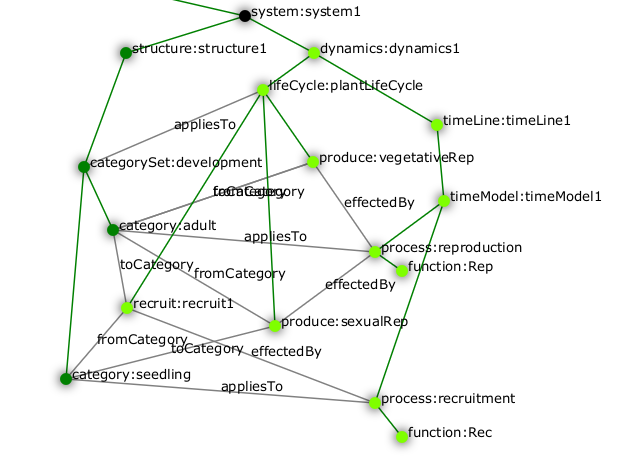 system:system1
structure:structure1
dynamics:dynamics1
lifeCycle:plantLifeCycle
appliesTo
timeLine:timeLine1
categorySet:development
produce:vegetativeRep
fromCategory
toCategory
effectedBy
timeModel:timeModel1
category:adult
appliesTo
process:reproduction
toCategory
fromCategory
function:Rep
effectedBy
recruit:recruit1
produce:sexualRep
fromCategory
toCategory
effectedBy
category:seedling
appliesTo
process:recruitment
function:Rec